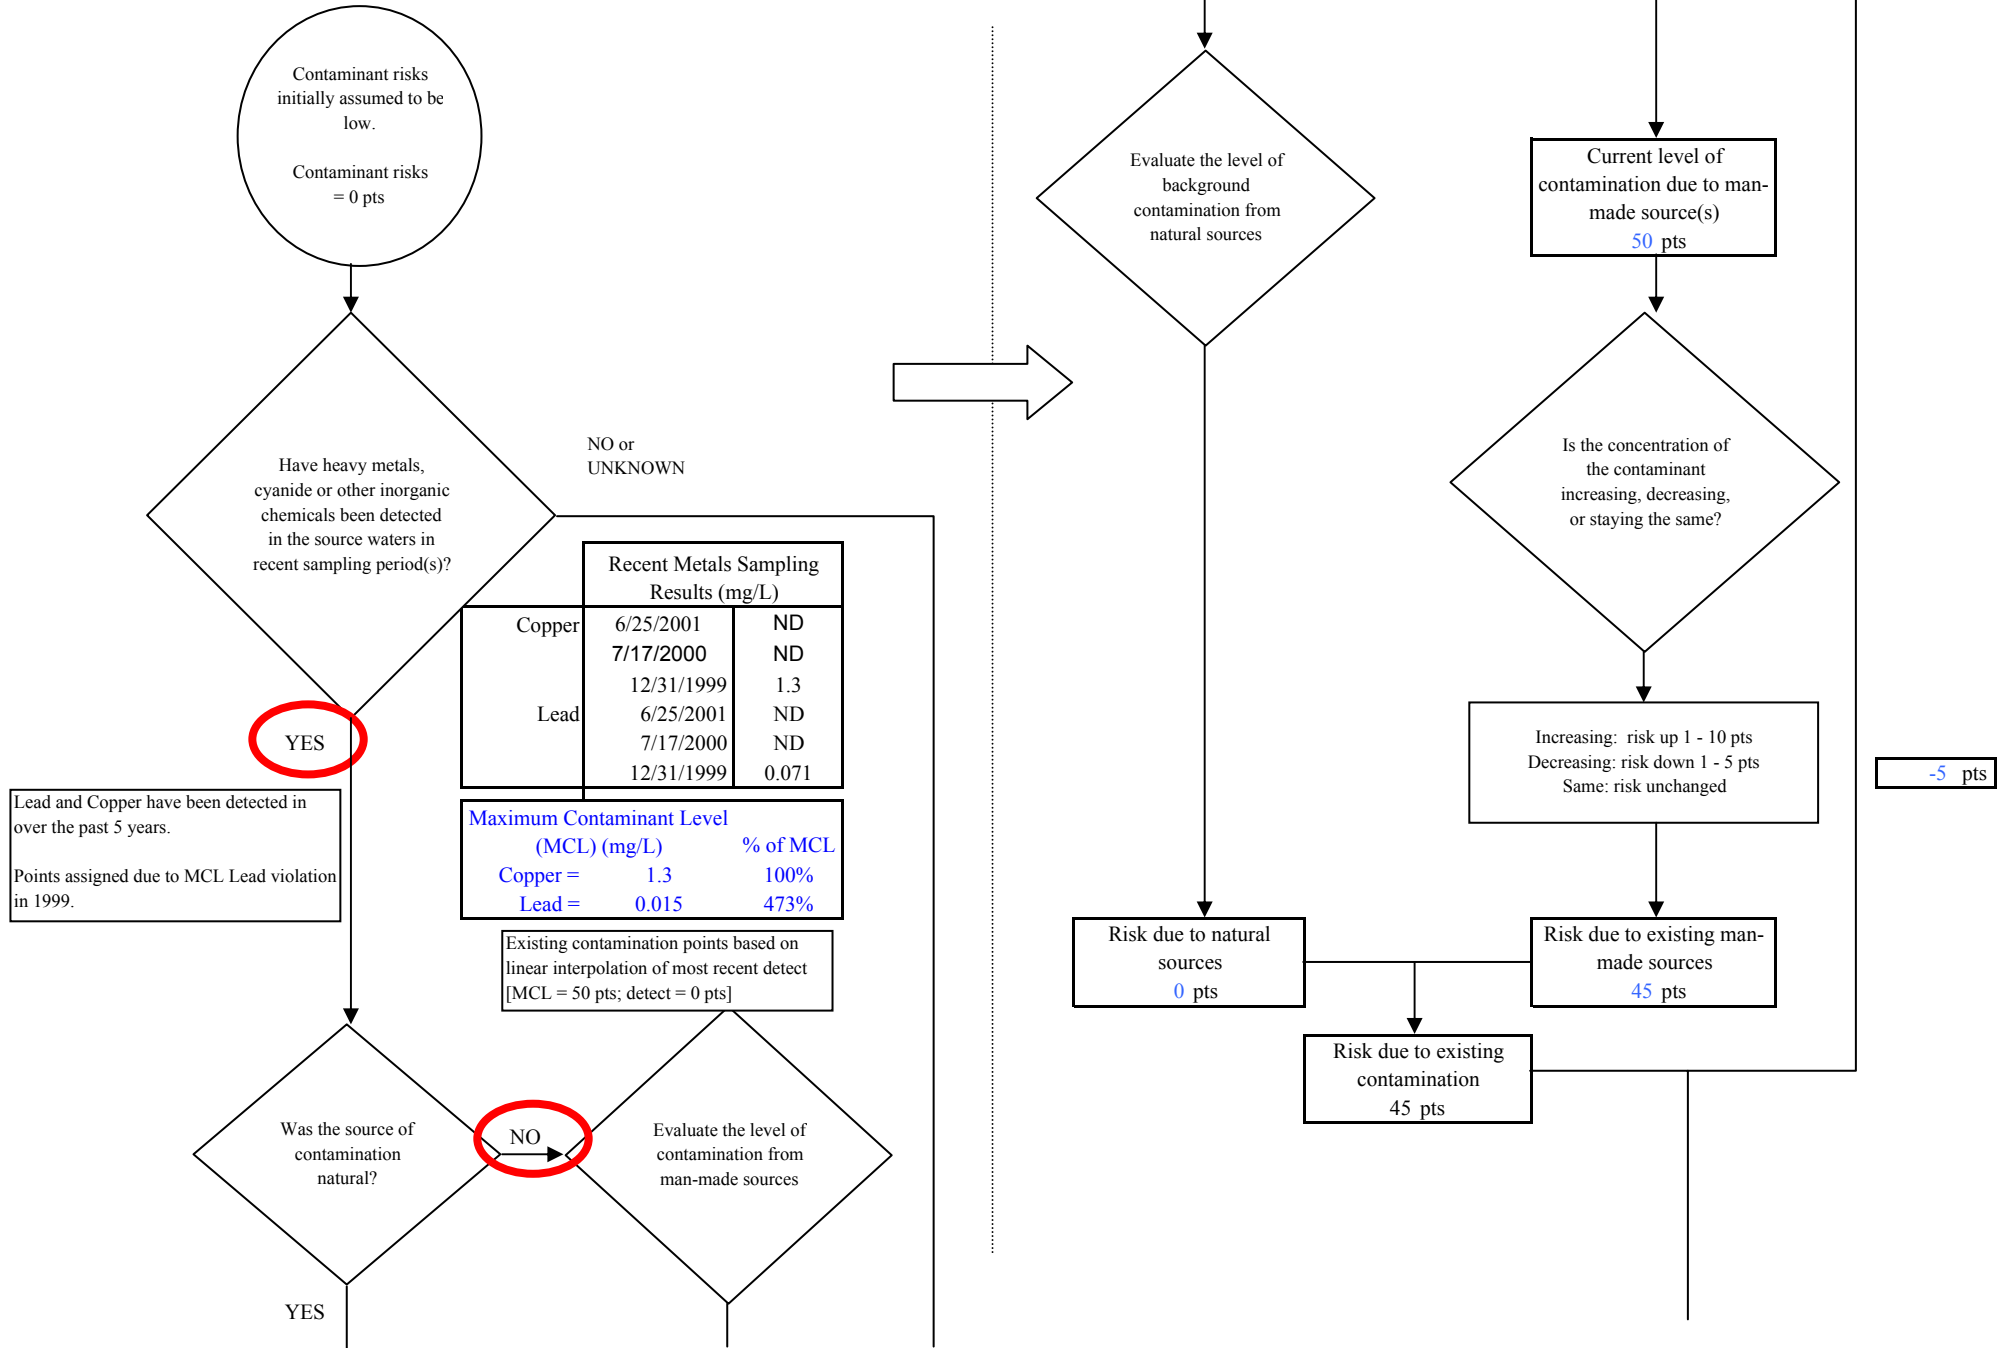 Contaminant risks
initially assumed to be
low.
Contaminant risks
= 0 pts
Have heavy metals,
cyanide or other inorganic
chemicals been detected
in the source waters in
recent sampling period(s)?
NO or
UNKNOWN
YES
Recent Metals Sampling
Results (mg/L)
Copper 6/25/2001 ND
7/17/2000 ND
12/31/1999 1.3
Lead 6/25/2001 ND
7/17/2000 ND
12/31/1999 0.071
Maximum Contaminant Level
(MCL) (mg/L) % of MCL
Copper = 1.3 100%
Lead = 0.015 473%
Lead and Copper have been detected in
over the past 5 years.
Points assigned due to MCL Lead violation
in 1999.
Existing contamination points based on
linear interpolation of most recent detect
[MCL = 50 pts; detect = 0 pts]
Was the source of
contamination
natural?
NO
Evaluate the level of
contamination from
man-made sources
YES
Evaluate the level of
background
contamination from
natural sources
Current level of
contamination due to man-
made source(s)
50 pts
Is the concentration of
the contaminant
increasing, decreasing,
or staying the same?
Increasing: risk up 1 - 10 pts
Decreasing: risk down 1 - 5 pts
Same: risk unchanged
-5 pts
Risk due to natural
sources
0 pts
Risk due to existing man-
made sources
45 pts
Risk due to existing
contamination
45 pts